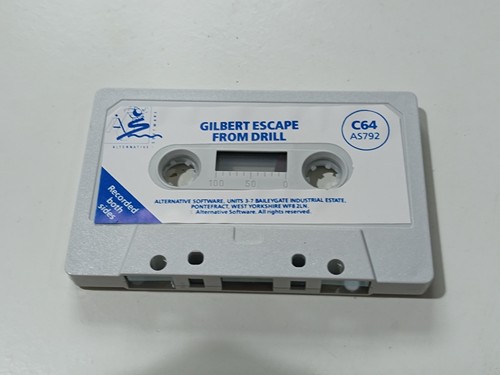 GILBERT ESCAPE
FROM DRILL
C64
AS792
ALTERNATIVE
Recorded
both
sides
100 50 0
ALTERNATIVE SOFTWARE, UNITS 3-7 BAILEYGATE INDUSTRIAL ESTATE,
PONTEFRACT, WEST YORKSHIRE WF8 2LN.
Alternative Software. All rights reserved.